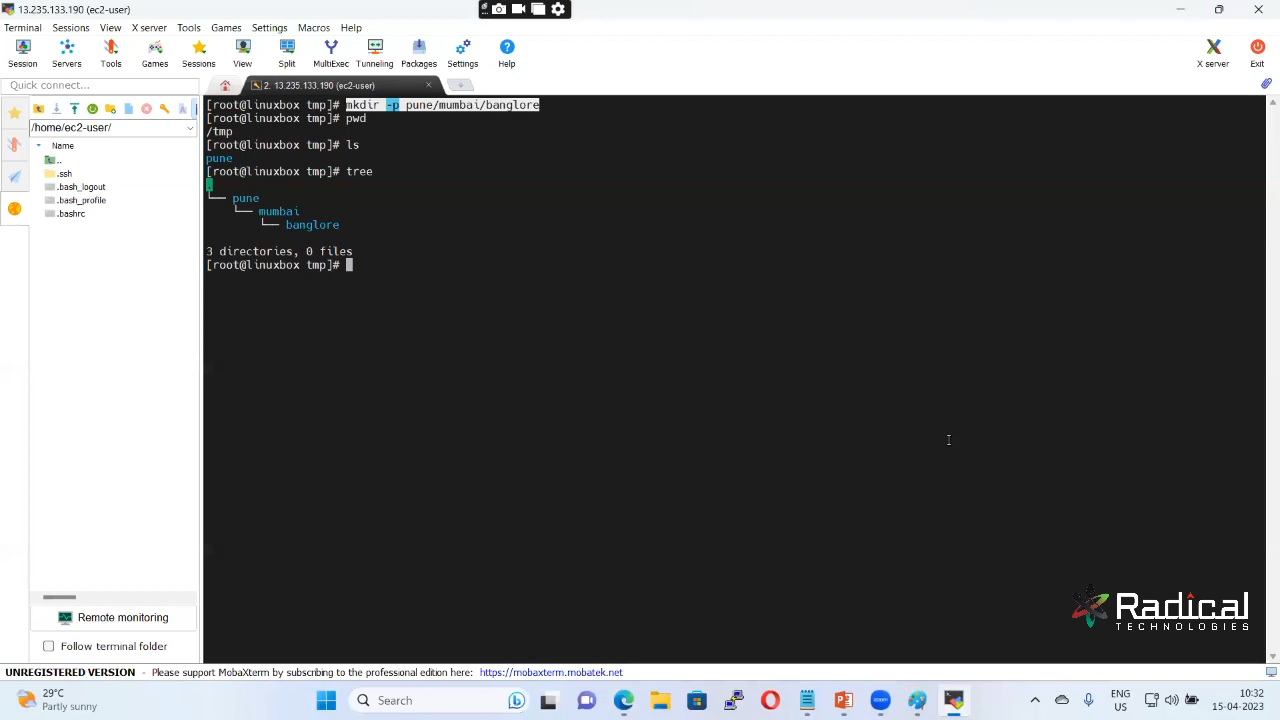 13.235.133.190 (ec2-user)
Terminal Sessions View X server Tools Games Settings Macros Help
Session Servers Tools Games Sessions View Split MultiExec Tunneling Packages Settings Help X server Exit
Quick connect...
2. 13.235.133.190 (ec2-user)
/home/ec2-user/
Name
..
.ssh
.bash_logout
.bash_profile
.bashrc
Remote monitoring
Follow terminal folder
[root@linuxbox tmp]# mkdir -p pune/mumbai/banglore
[root@linuxbox tmp]# pwd
/tmp
[root@linuxbox tmp]# ls
pune
[root@linuxbox tmp]# tree
.
└── pune
    └── mumbai
        └── banglore
3 directories, 0 files
[root@linuxbox tmp]#
Radical
TECHNOLOGIES
UNREGISTERED VERSION - Please support MobaXterm by subscribing to the professional edition here: https://mobaxterm.mobatek.net
29°C
Partly sunny
Search
ENG
US
10:32
15-04-2023